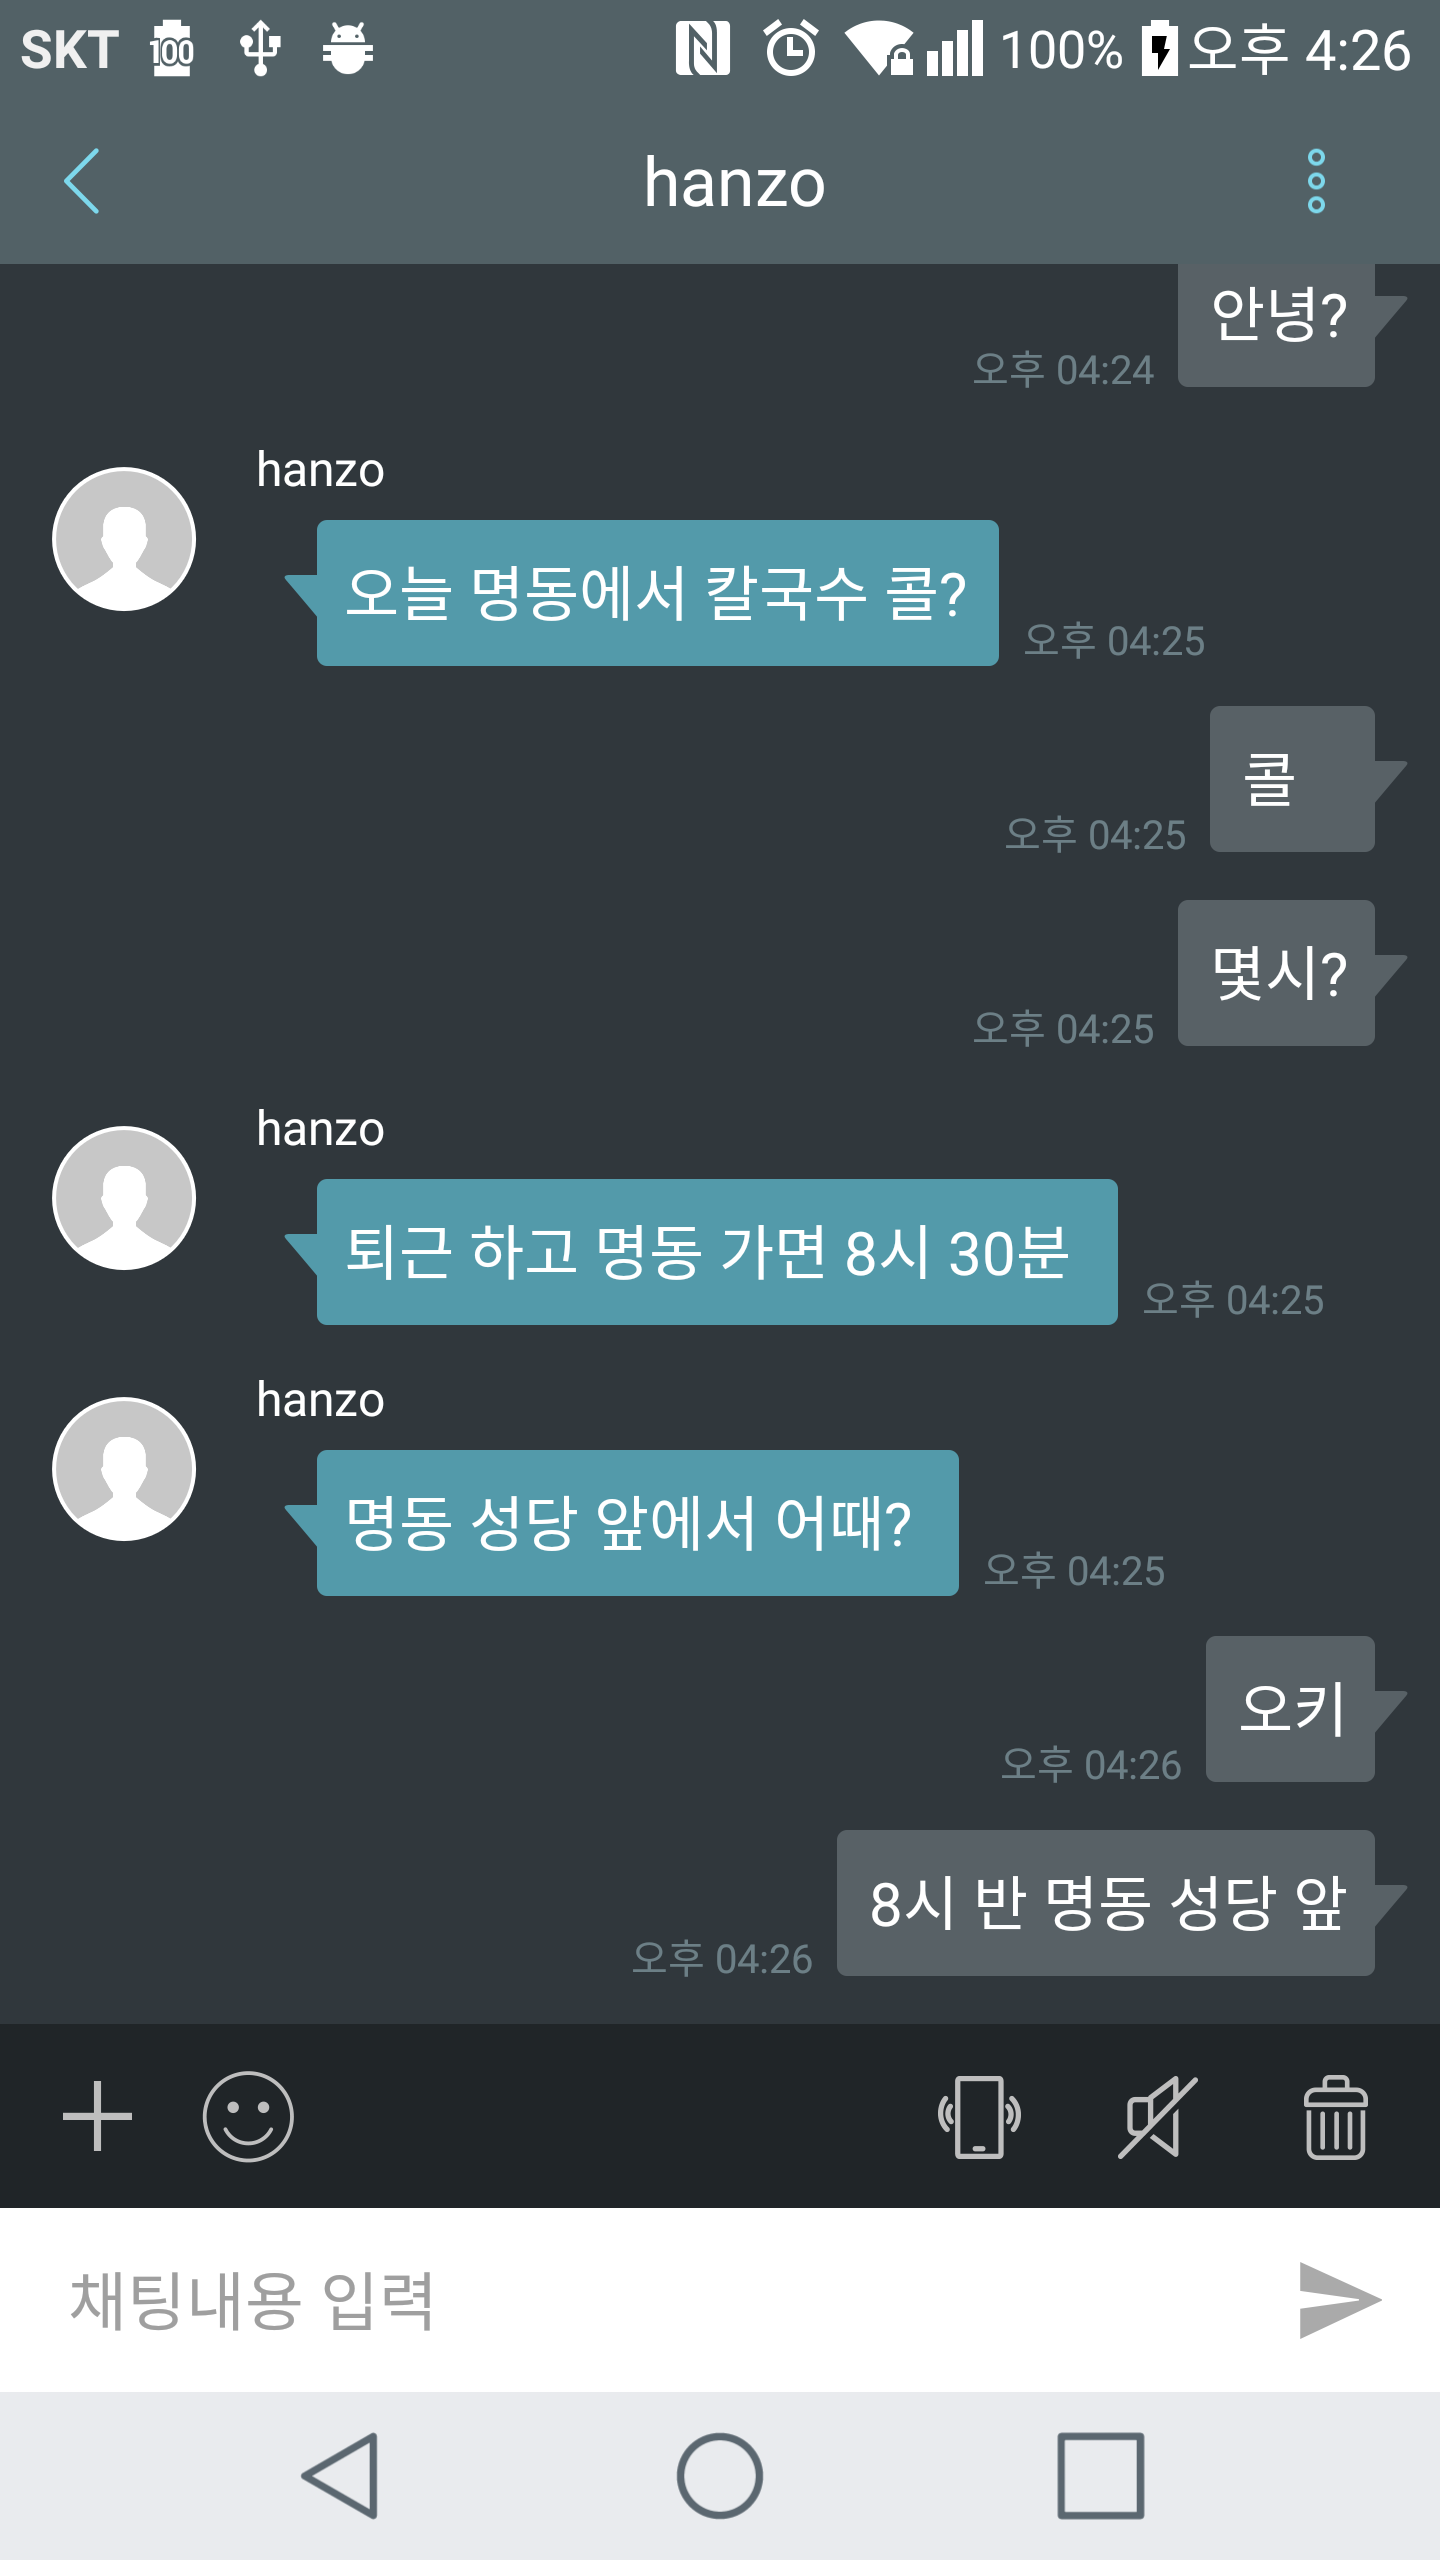 SKT 100 100% 오후 4:26
hanzo
안녕?
오후 04:24
hanzo
오늘 명동에서 칼국수 콜?
오후 04:25
콜
오후 04:25
몇시?
오후 04:25
hanzo
퇴근 하고 명동 가면 8시 30분
오후 04:25
hanzo
명동 성당 앞에서 어때?
오후 04:25
오키
오후 04:26
8시 반 명동 성당 앞
오후 04:26
채팅내용 입력